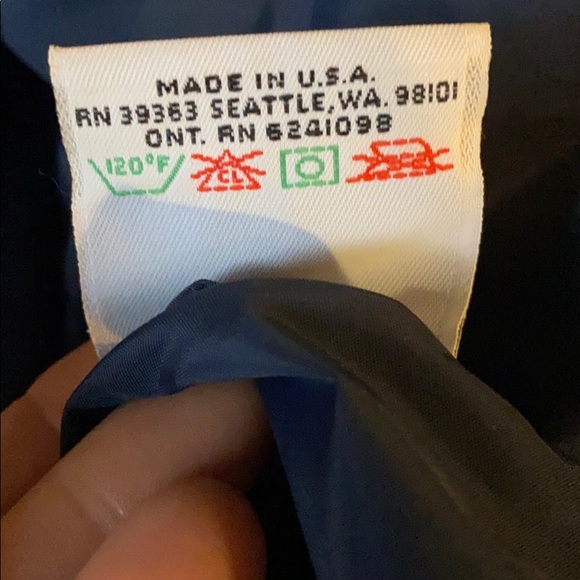 MADE IN U.S.A.
RN 39363 SEATTLE, WA. 98101
ONT. RN 6241098
120°F CL